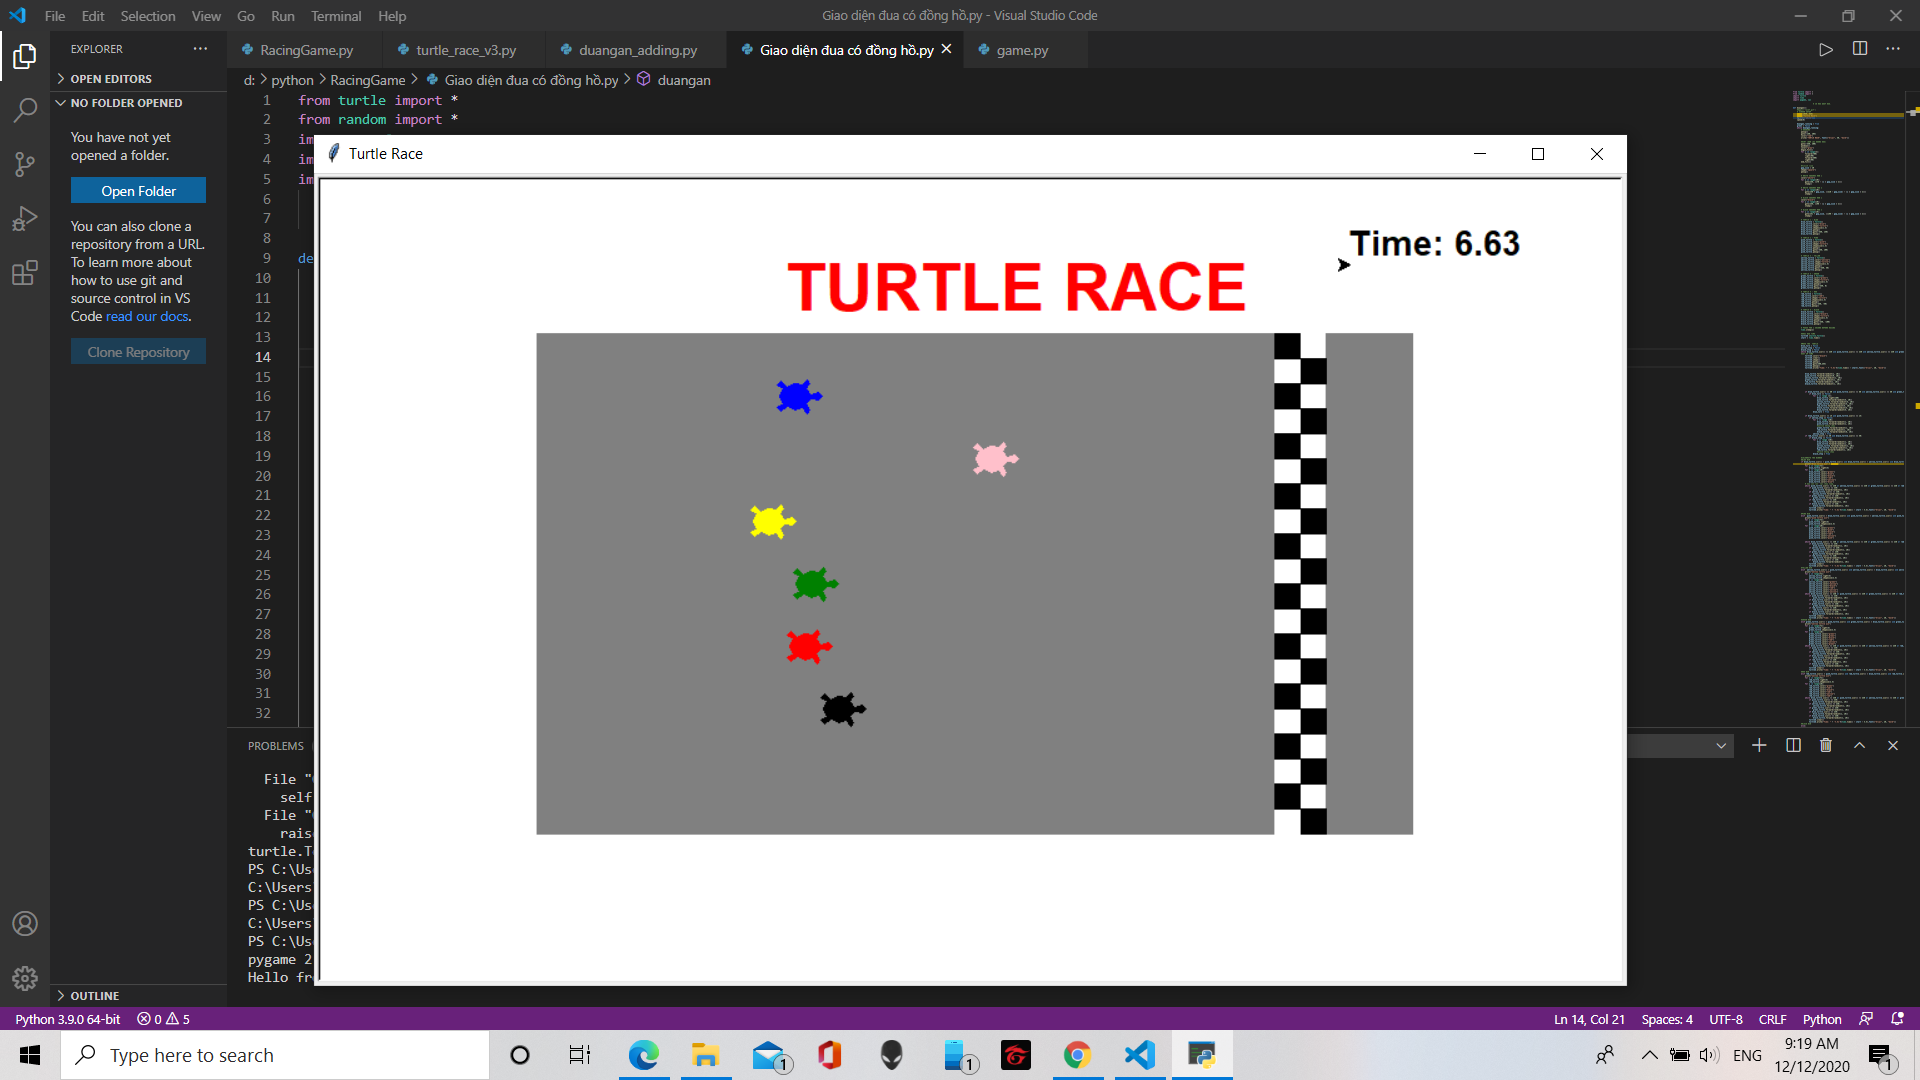 File Edit Selection View Go Run Terminal Help
Giao diện đua có đồng hồ.py - Visual Studio Code
EXPLORER
RacingGame.py
turtle_race_v3.py
duangan_adding.py
Giao diện đua có đồng hồ.py
game.py
OPEN EDITORS
d: > python > RacingGame > Giao diện đua có đồng hồ.py > duangan
NO FOLDER OPENED
You have not yet
opened a folder.
Open Folder
You can also clone a
repository from a URL.
To learn more about
how to use git and
source control in VS
Code read our docs.
Clone Repository
OUTLINE
1 from turtle import *
2 from random import *
3 im
4 im
5 im
6
7
8
9 de
10
11
12
13
14
15
16
17
18
19
20
21
22
23
24
25
26
27
28
29
30
31
32
Turtle Race
Time: 6.63
TURTLE RACE
PROBLEMS
File "
self
File "
raise
turtle.Te
PS C:\Use
C:\Users
PS C:\Use
C:\Users
PS C:\Use
pygame 2
Hello fr
Python 3.9.0 64-bit
0
5
Ln 14, Col 21
Spaces: 4
UTF-8
CRLF
Python
Type here to search
1
1
ENG
9:19 AM
12/12/2020
1